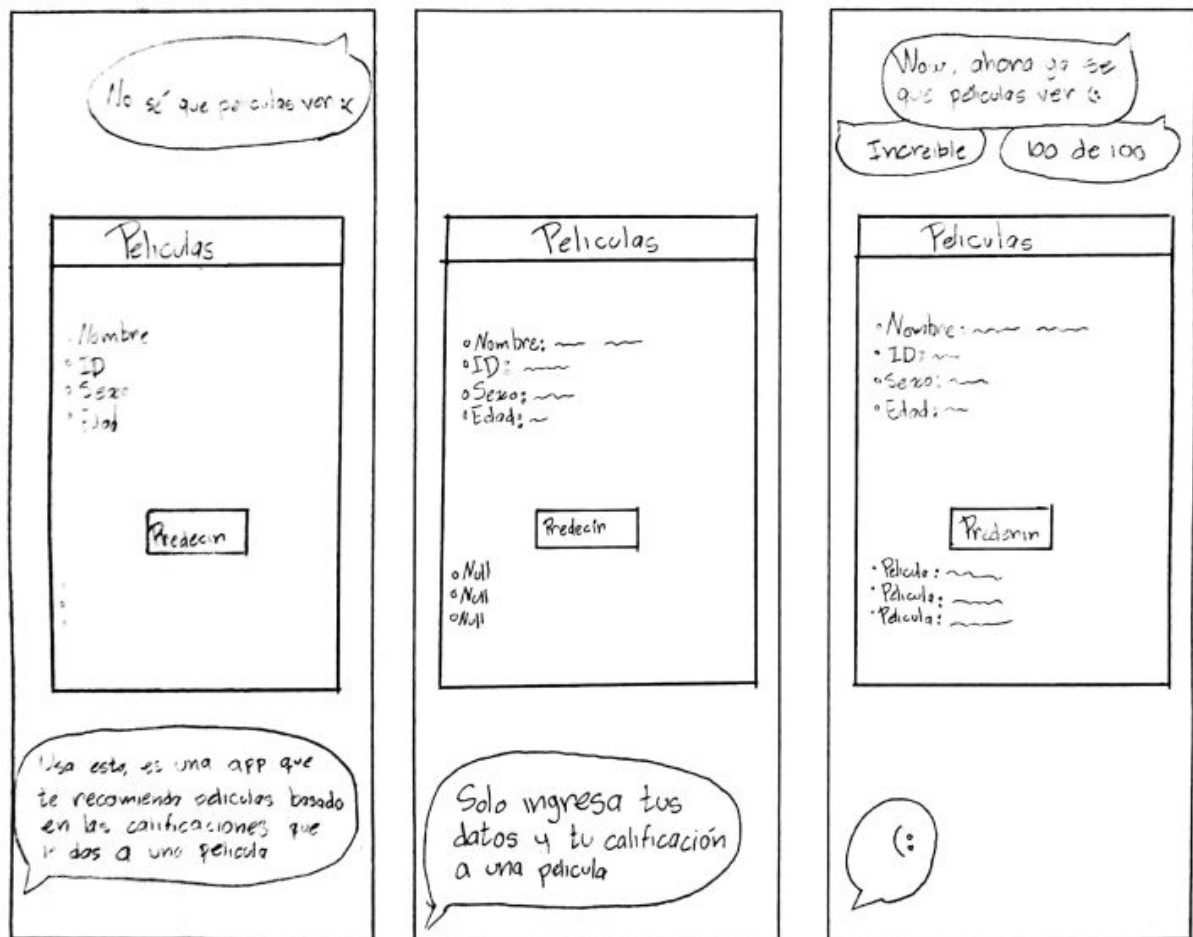 No sé que peliculas ver :c
Peliculas
Nombre
ID
Sexo
Edad
Predecir
Usa esto, es una app que
te recomienda peliculas basado
en las calificaciones que
le das a una pelicula
Peliculas
Nombre:
ID:
Sexo:
Edad:
Predecir
Null
Null
Null
Solo ingresa tus
datos y tu calificación
a una pelicula
Wow, ahora ya se
que peliculas ver (:
Increible
100 de 100
Peliculas
Nombre:
ID:
Sexo:
Edad:
Predecir
Pelicula:
Pelicula:
Pelicula:
(: